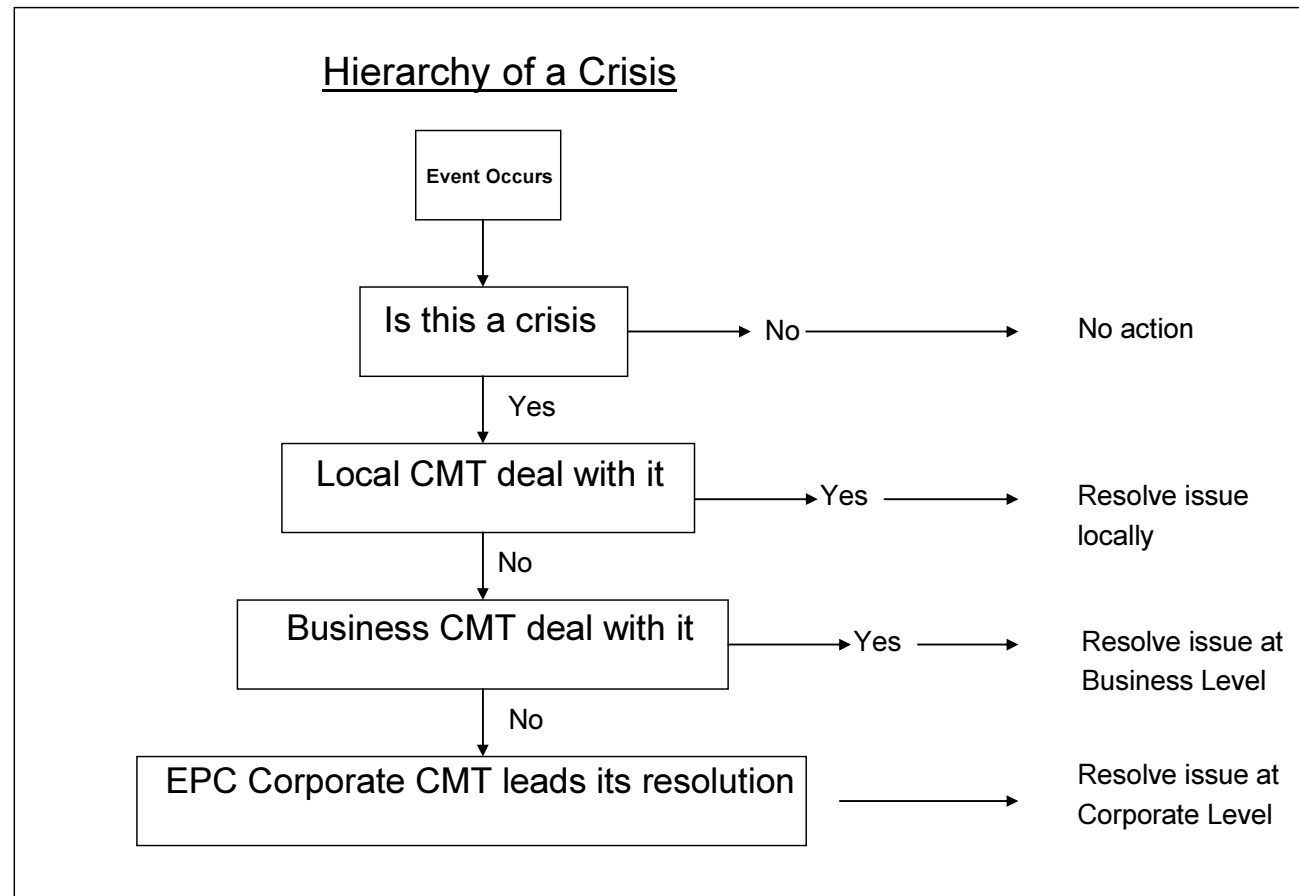 Hierarchy of a Crisis
Event Occurs
Is this a crisis
No
No action
Yes
Local CMT deal with it
Yes
Resolve issue
locally
No
Business CMT deal with it
Yes
Resolve issue at
Business Level
No
EPC Corporate CMT leads its resolution
Resolve issue at
Corporate Level